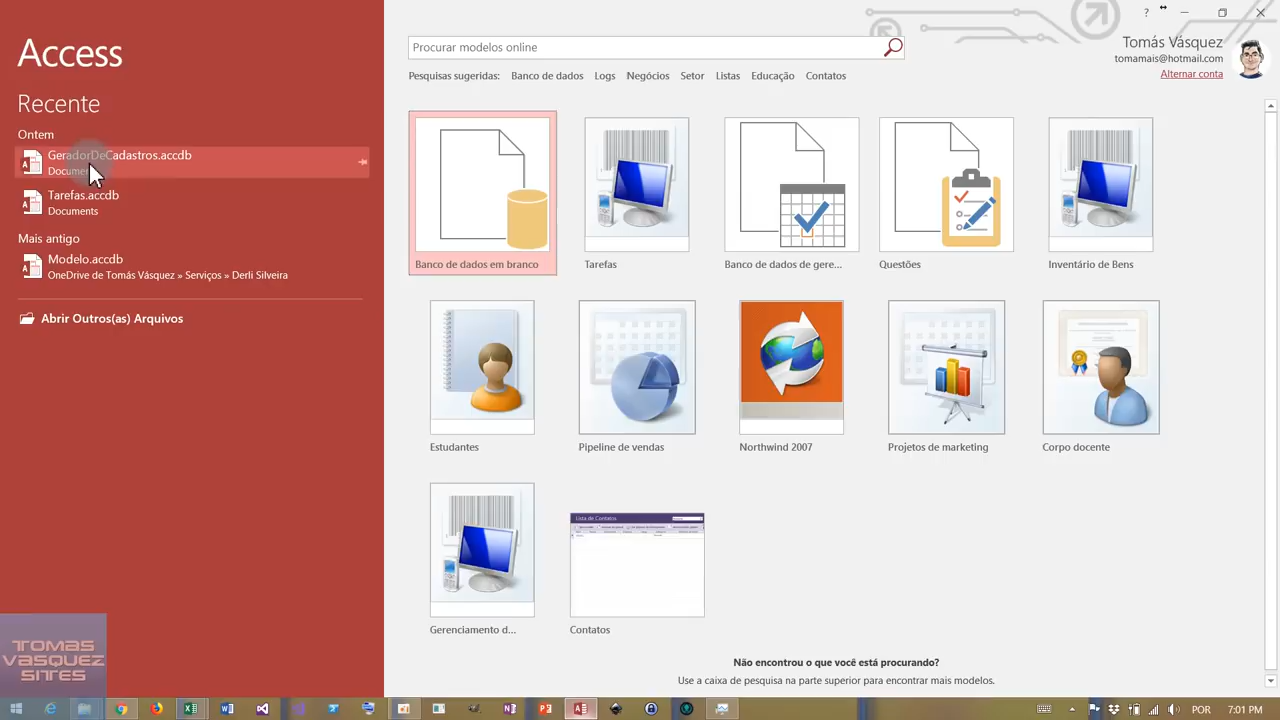 Access
Recente
Ontem
GeradorDeCadastros.accdb
Tarefas.accdb
Documents
Mais antigo
Modelo.accdb
OneDrive de Tomás Vásquez » Serviços » Derli Silveira
Abrir Outros(as) Arquivos
TOMAS
VASQUEZ
SITES
Procurar modelos online
Pesquisas sugeridas: Banco de dados Logs Negócios Setor Listas Educação Contatos
?
Tomás Vásquez
tomamais@hotmail.com
Alternar conta
Banco de dados em branco
Tarefas
Banco de dados de gere...
Questões
Inventário de Bens
Estudantes
Pipeline de vendas
Northwind 2007
Projetos de marketing
Corpo docente
Gerenciamento d...
Lista de Contatos
Contatos
Não encontrou o que você está procurando?
Use a caixa de pesquisa na parte superior para encontrar mais modelos.
POR
7:01 PM